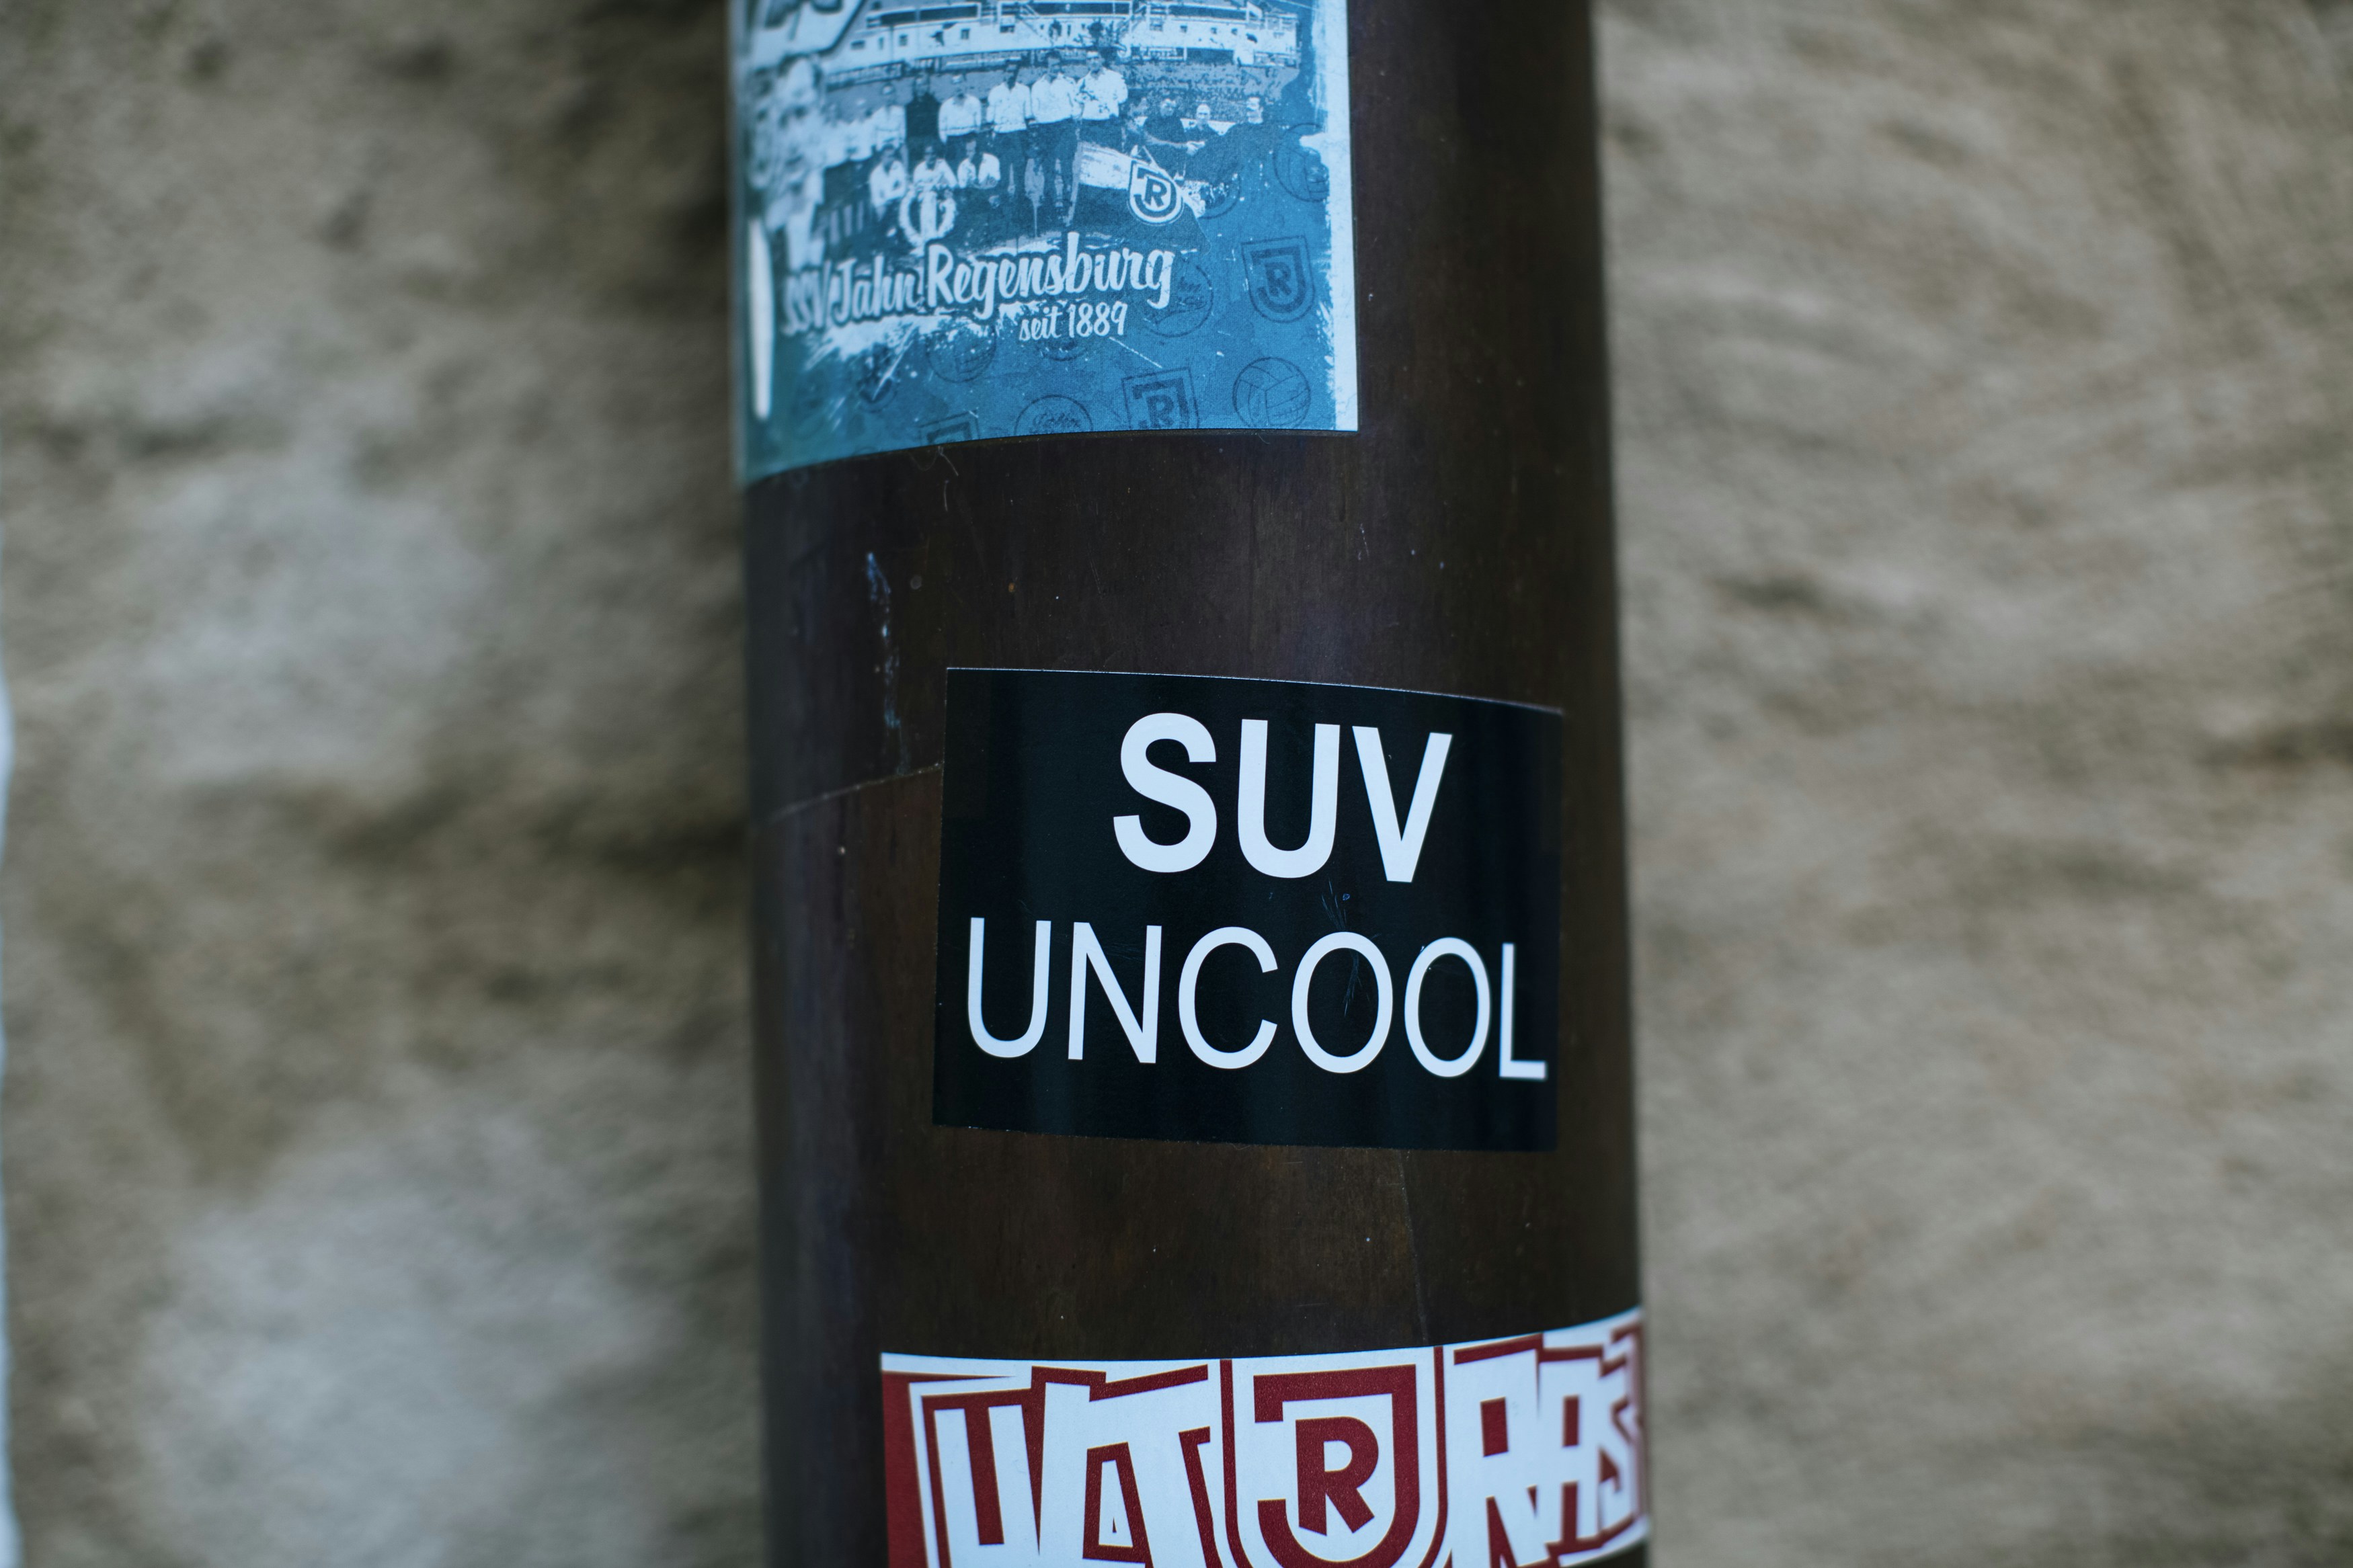 SSV Jahn Regensburg
seit 1889
SUV
UNCOOL
R